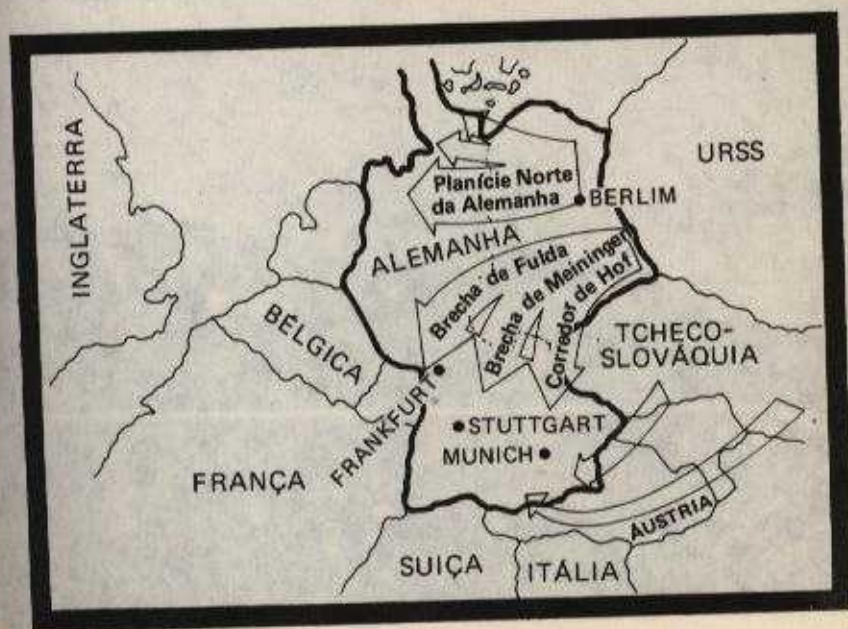 INGLATERRA
URSS
Planície Norte
da Alemanha
BERLIM
ALEMANHA
Brecha de Fulda
Brecha de Meiningen
Corredor de Hof
BÉLGICA
TCHECO-
SLOVÁQUIA
FRANKFURT
STUTTGART
MUNICH
FRANÇA
ÁUSTRIA
SUIÇA
ITÁLIA